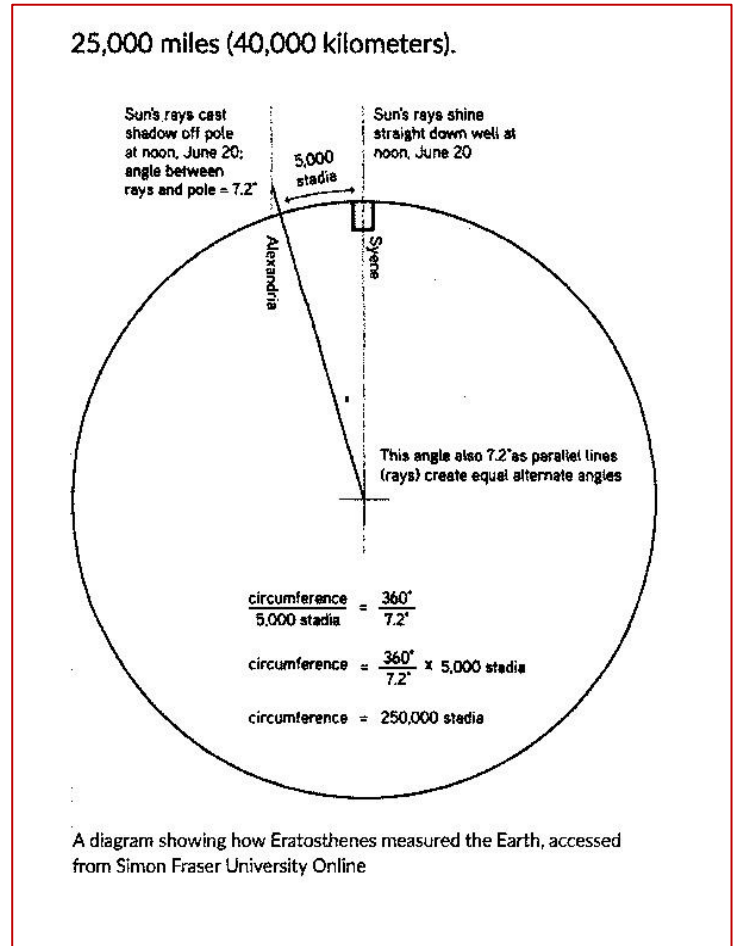 25,000 miles (40,000 kilometers).
Sun's rays cast
shadow off pole
at noon, June 20;
angle between
rays and pole = 7.2°
5,000
stadia
Sun's rays shine
straight down well at
noon, June 20
Alexandria
Syene
This angle also 7.2° as parallel lines
(rays) create equal alternate angles
circumference / 5,000 stadia = 360° / 7.2°
circumference = 360° / 7.2° x 5,000 stadia
circumference = 250,000 stadia
A diagram showing how Eratosthenes measured the Earth, accessed
from Simon Fraser University Online